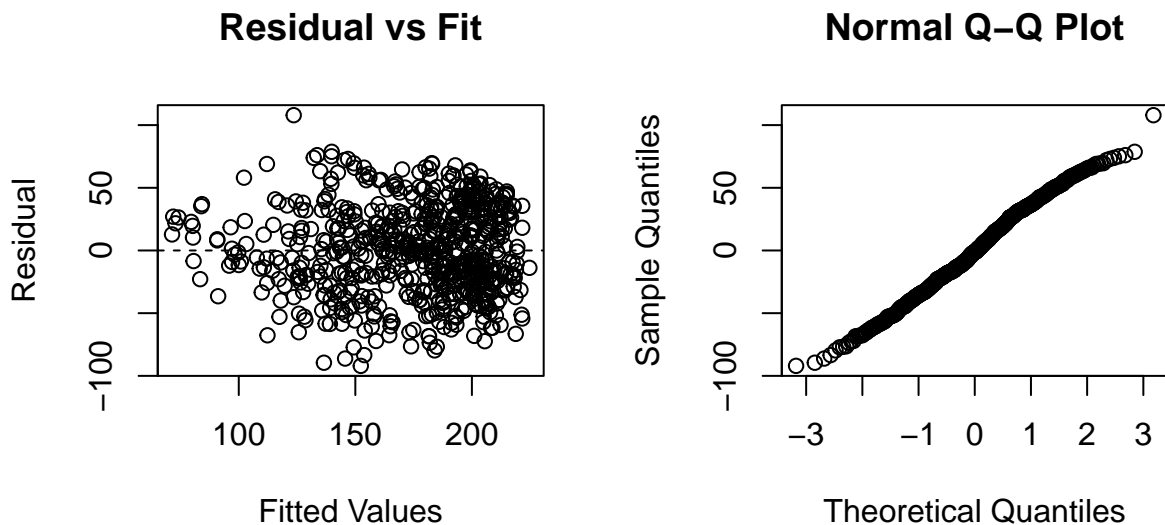 Residual vs Fit
Residual
−100
0
50
100
150
200
Fitted Values
Normal Q−Q Plot
Sample Quantiles
−100
0
50
−3
−1
0
1
2
3
Theoretical Quantiles